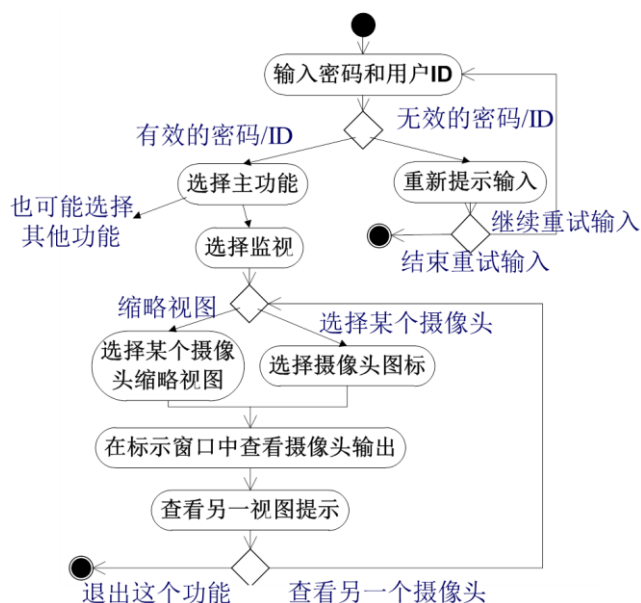 输入密码和用户ID
有效的密码/ID
无效的密码/ID
选择主功能
重新提示输入
也可能选择
其他功能
选择监视
继续重试输入
结束重试输入
缩略视图
选择某个摄像头
选择某个摄像
头缩略视图
选择摄像头图标
在标示窗口中查看摄像头输出
查看另一视图提示
退出这个功能
查看另一个摄像头